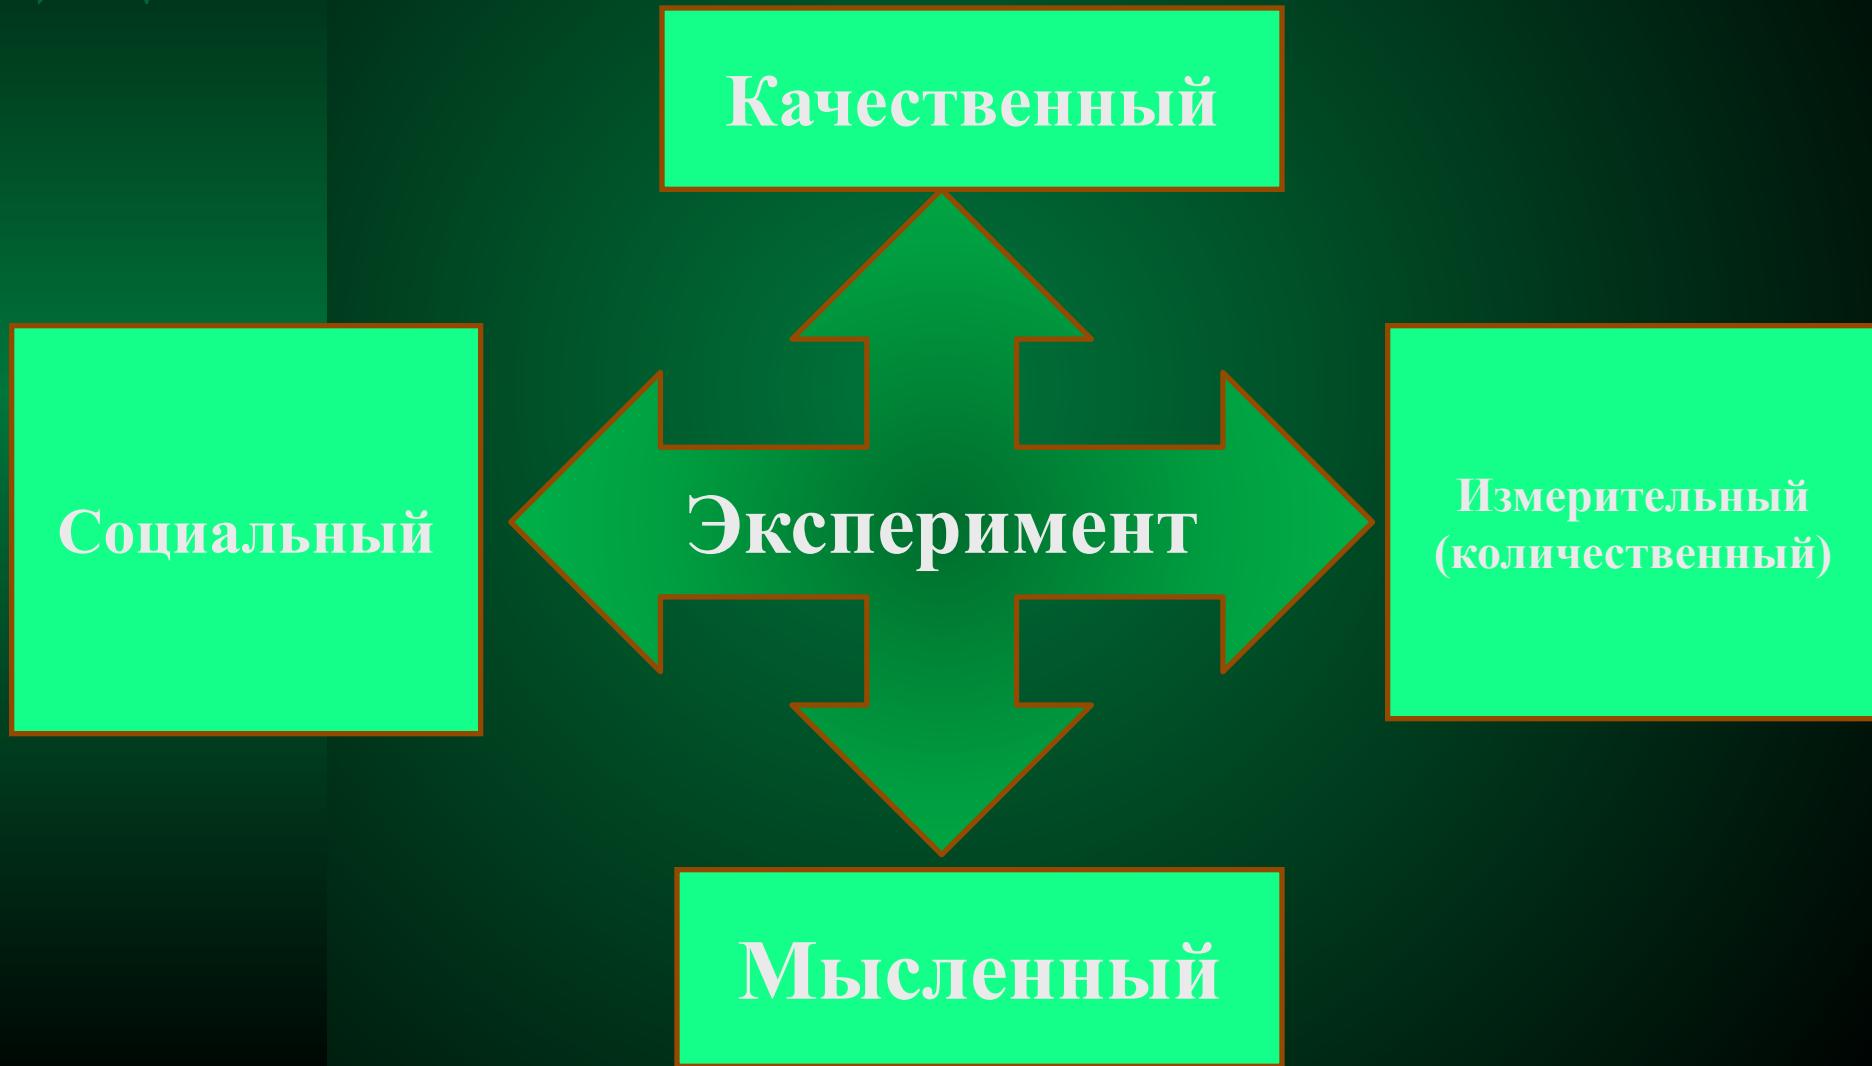 Качественный
Социальный
Эксперимент
Измерительный
(количественный)
Мысленный